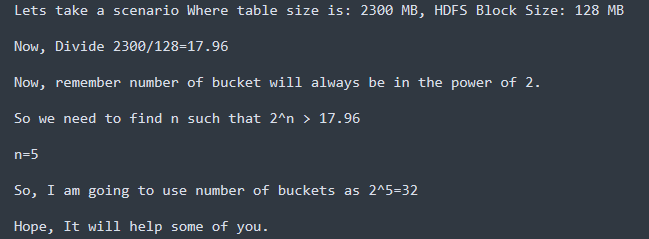 Lets take a scenario Where table size is: 2300 MB, HDFS Block Size: 128 MB
Now, Divide 2300/128=17.96
Now, remember number of bucket will always be in the power of 2.
So we need to find n such that 2^n > 17.96
n=5
So, I am going to use number of buckets as 2^5=32
Hope, It will help some of you.